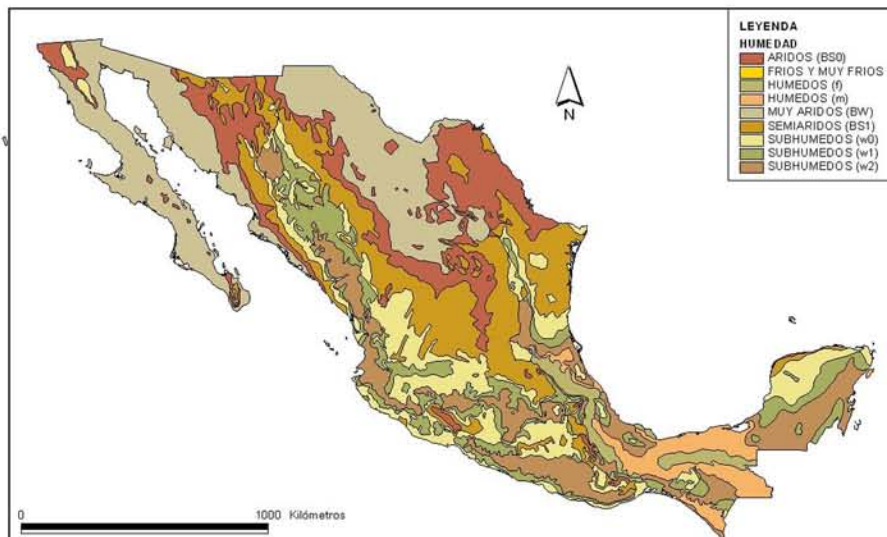 LEYENDA
HUMEDAD
ARIDOS (BS0)
FRIOS Y MUY FRIOS
HUMEDOS (f)
HUMEDOS (m)
MUY ARIDOS (BW)
SEMIARIDOS (BS1)
SUBHUMEDOS (w0)
SUBHUMEDOS (w1)
SUBHUMEDOS (w2)
N
0 1000 Kilómetros